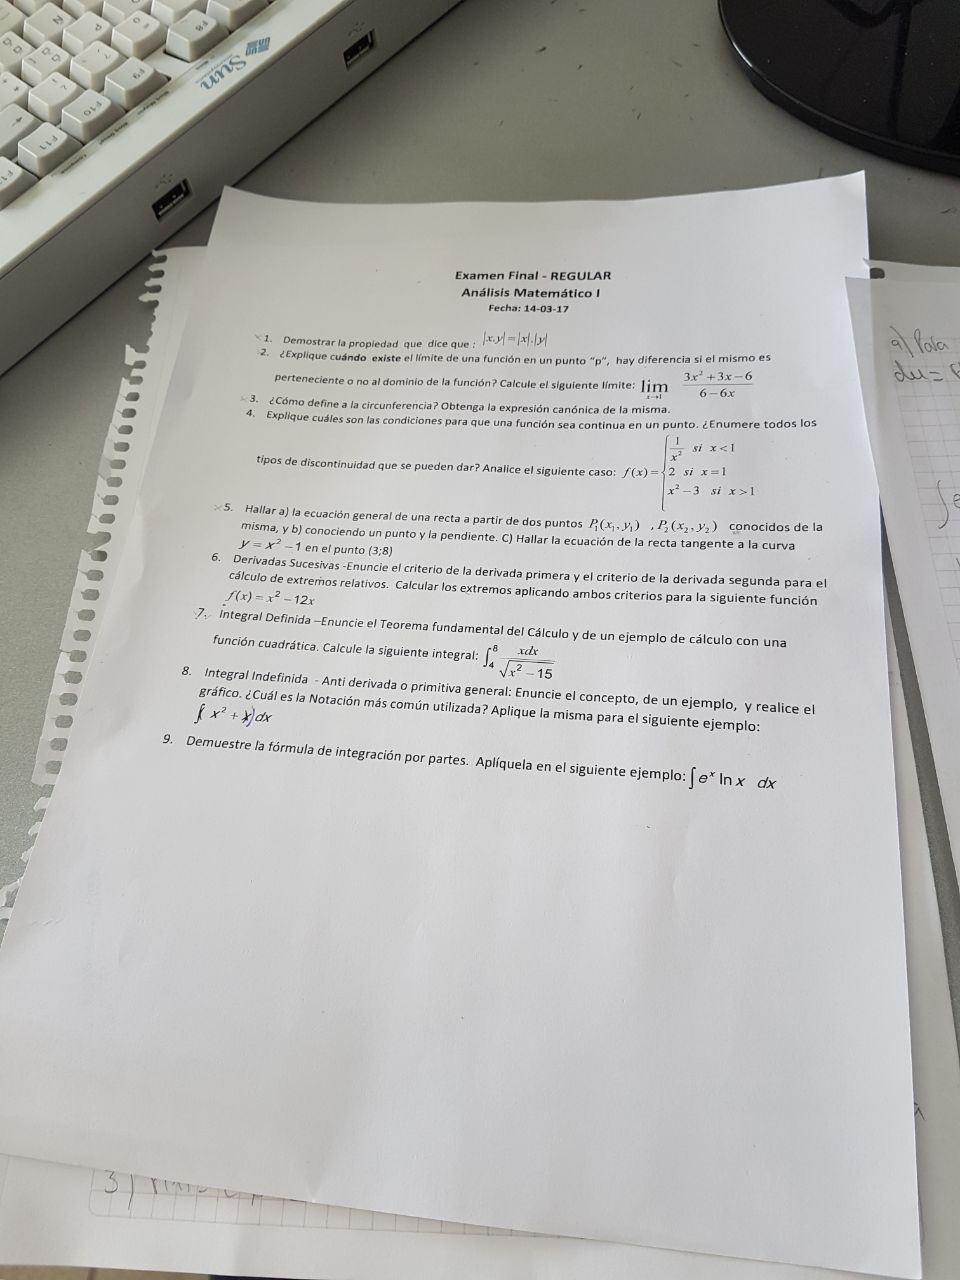 Sun
F8
F9
F10
F11
Examen Final - REGULAR
Análisis Matemático I
Fecha: 14-03-17
1. Demostrar la propiedad que dice que : |x.y|=|x|.|y|
2. ¿Explique cuándo existe el límite de una función en un punto “p”, hay diferencia si el mismo es
perteneciente o no al dominio de la función? Calcule el siguiente límite: lim x→1 (3x² + 3x − 6)/(6 − 6x)
3. ¿Cómo define a la circunferencia? Obtenga la expresión canónica de la misma.
4. Explique cuáles son las condiciones para que una función sea continua en un punto. ¿Enumere todos los
tipos de discontinuidad que se pueden dar? Analice el siguiente caso: f(x) = { 1/x² si x < 1
2 si x = 1
x² − 3 si x > 1
5. Hallar a) la ecuación general de una recta a partir de dos puntos P₁(x₁, y₁) , P₂(x₂, y₂) conocidos de la
misma, y b) conociendo un punto y la pendiente. C) Hallar la ecuación de la recta tangente a la curva
y = x² − 1 en el punto (3;8)
6. Derivadas Sucesivas -Enuncie el criterio de la derivada primera y el criterio de la derivada segunda para el
cálculo de extremos relativos. Calcular los extremos aplicando ambos criterios para la siguiente función
f(x) = x² − 12x
7. Integral Definida –Enuncie el Teorema fundamental del Cálculo y de un ejemplo de cálculo con una
función cuadrática. Calcule la siguiente integral: ∫₄⁸ xdx/√(x² − 15)
8. Integral Indefinida - Anti derivada o primitiva general: Enuncie el concepto, de un ejemplo, y realice el
gráfico. ¿Cuál es la Notación más común utilizada? Aplique la misma para el siguiente ejemplo:
∫( x² + x) dx
9. Demuestre la fórmula de integración por partes. Aplíquela en el siguiente ejemplo: ∫ eˣ ln x dx
a) Para
du =
3)